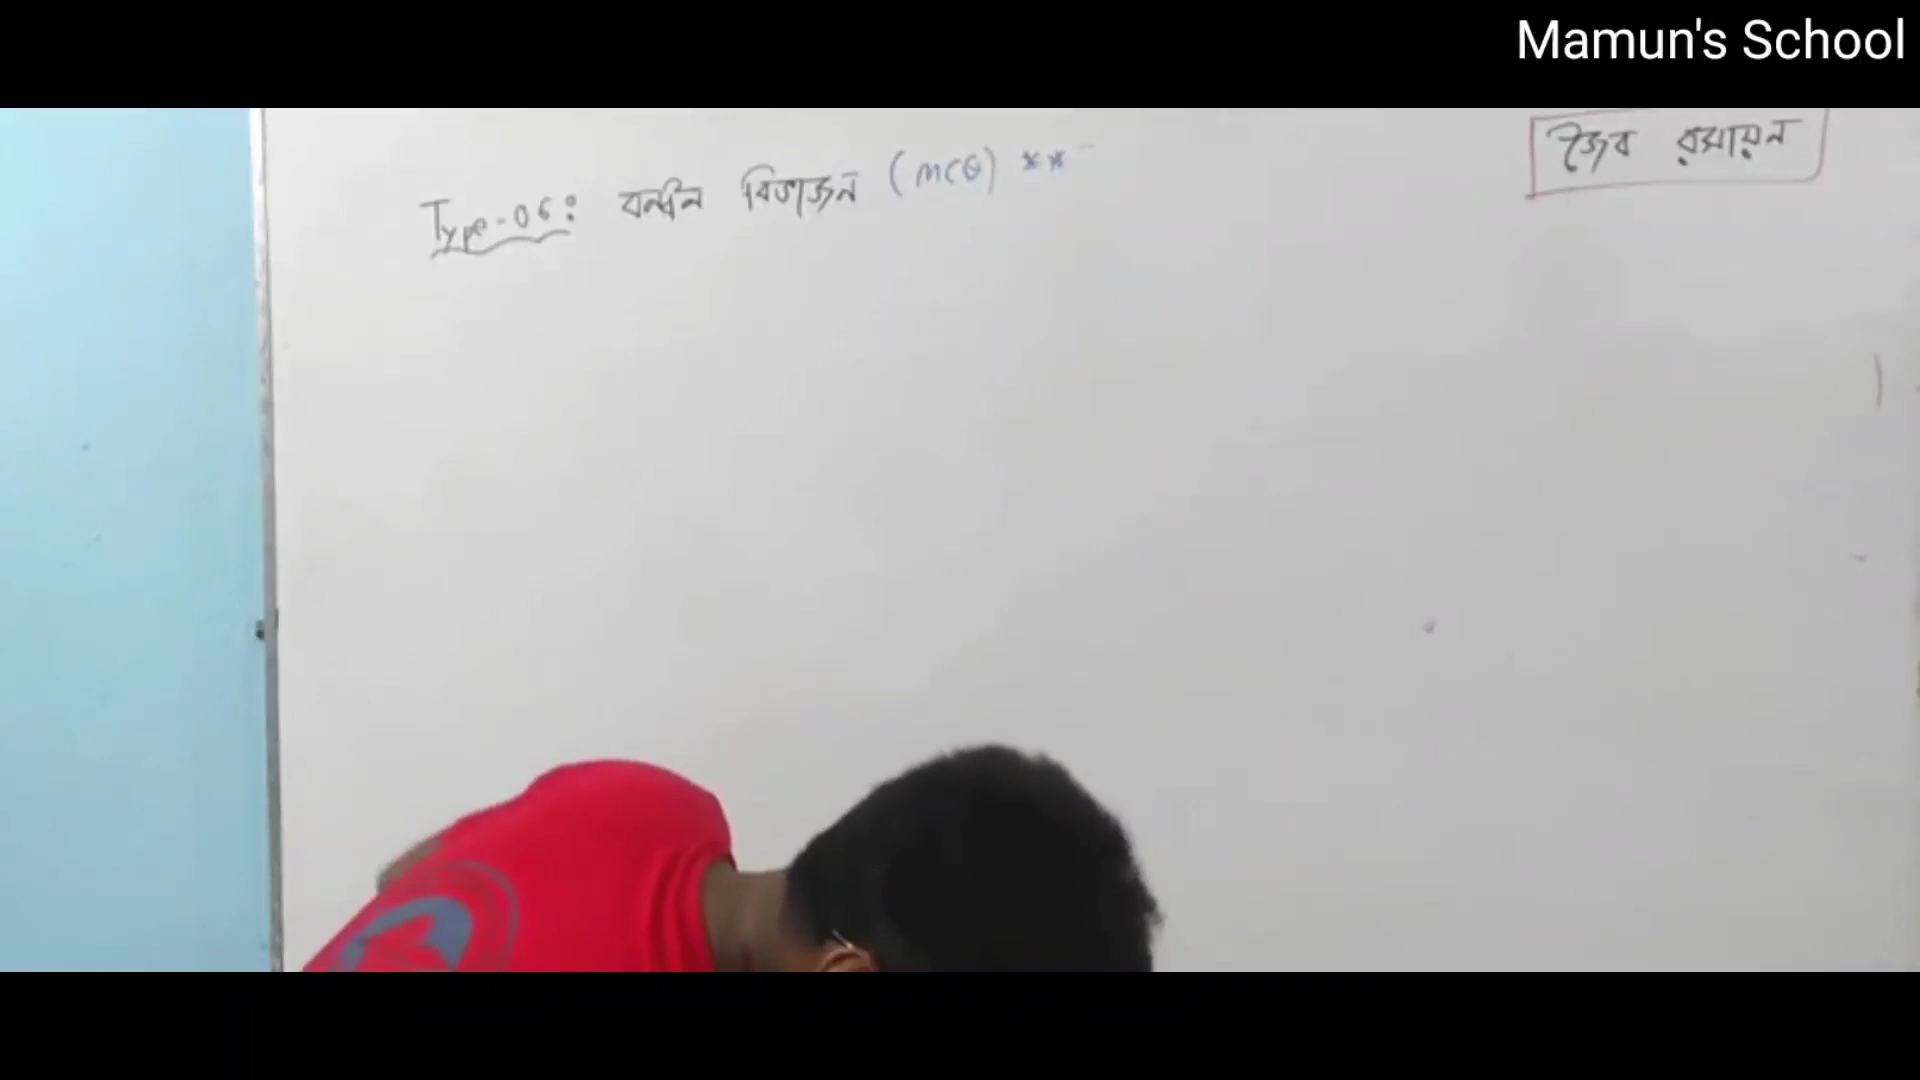 Mamun's School
জৈব রসায়ন
Type-06: বন্ধন বিভাজন (MCQ) **